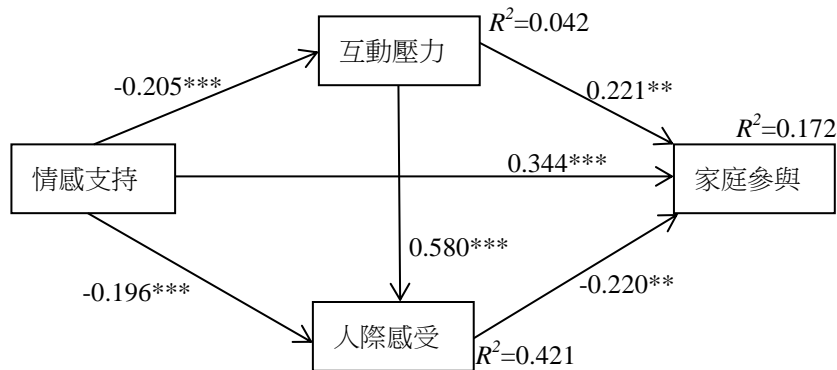 R²=0.042
互動壓力
-0.205***
0.221**
R²=0.172
情感支持
0.344***
家庭參與
0.580***
-0.196***
-0.220**
人際感受
R²=0.421